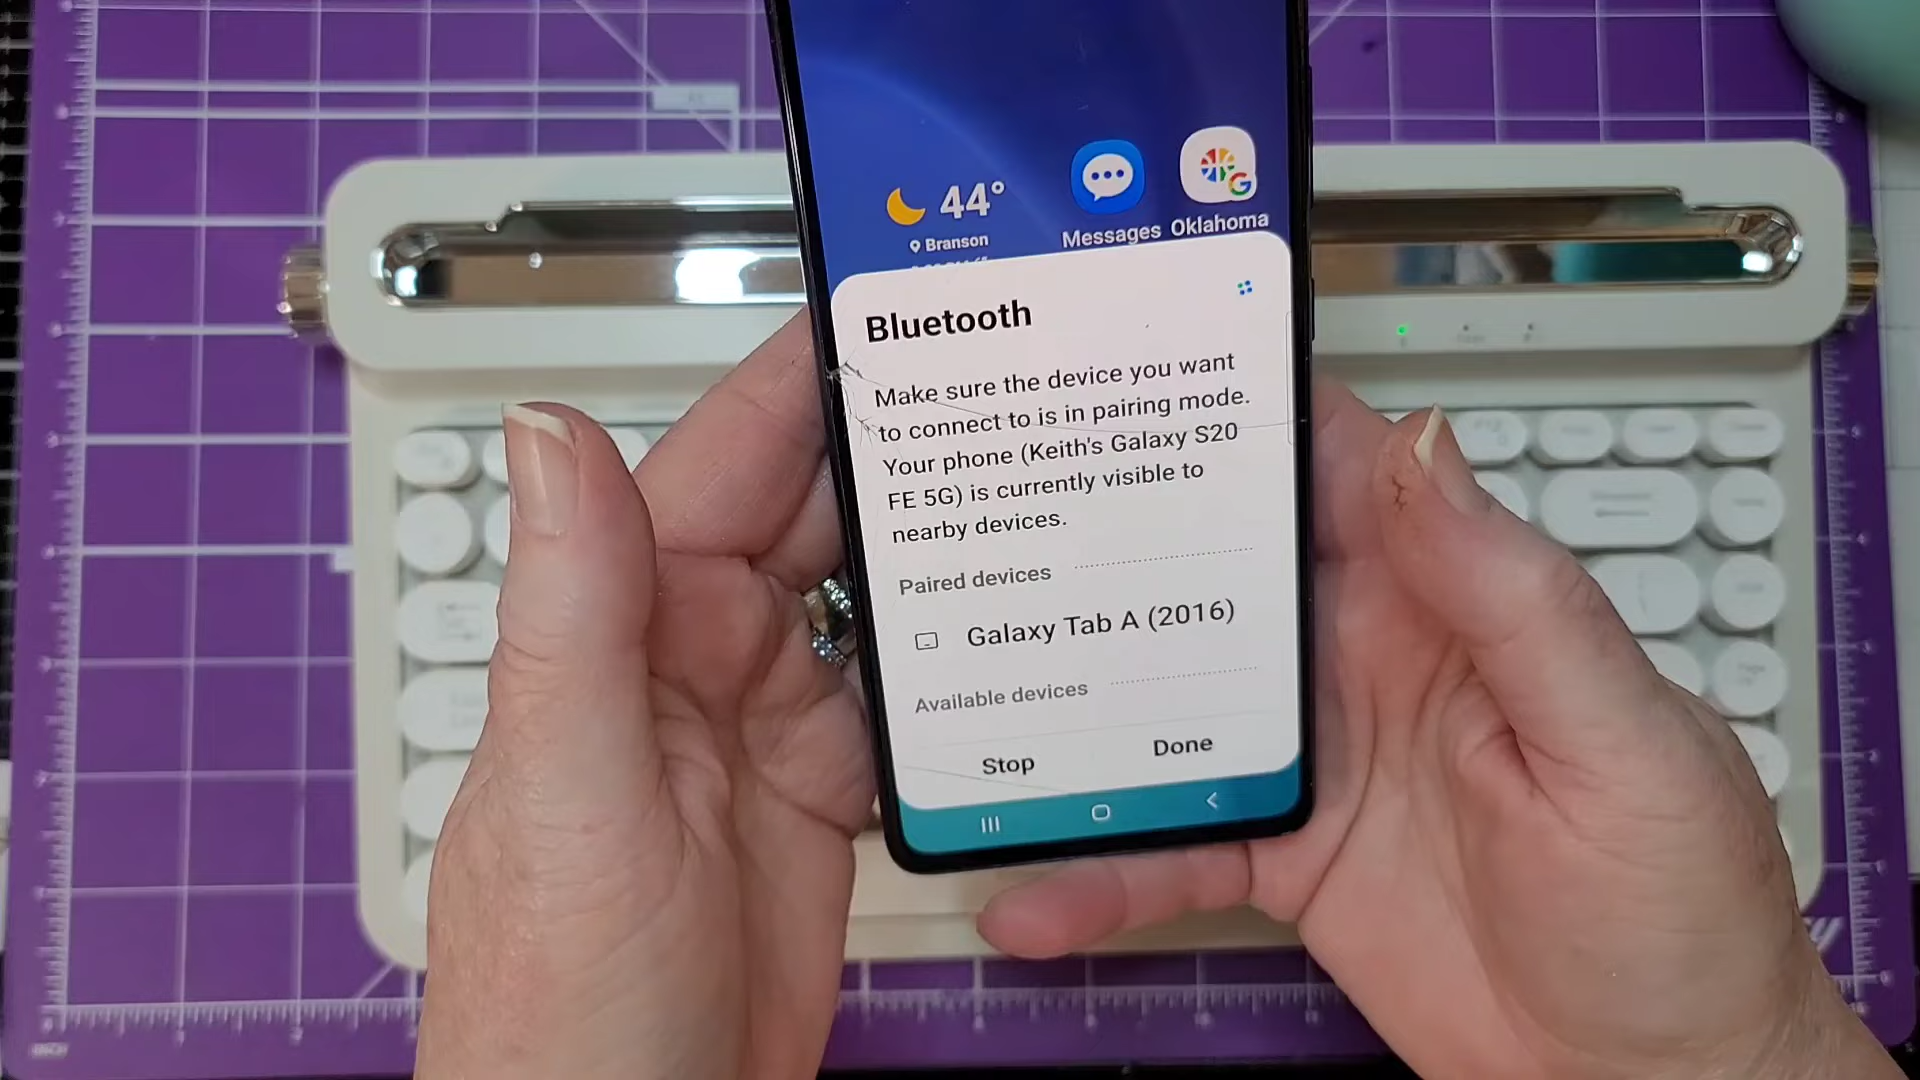 44°
Branson
Messages
Oklahoma
Bluetooth
Make sure the device you want
to connect to is in pairing mode.
Your phone (Keith's Galaxy S20
FE 5G) is currently visible to
nearby devices.
Paired devices
Galaxy Tab A (2016)
Available devices
Stop
Done